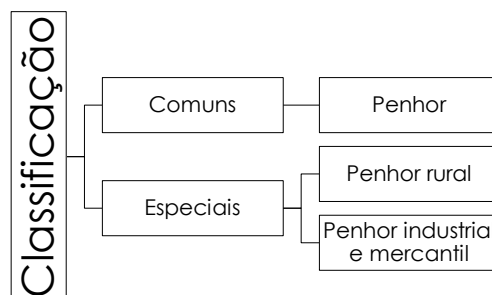 Classificação
Comuns
Penhor
Especiais
Penhor rural
Penhor industria
e mercantil